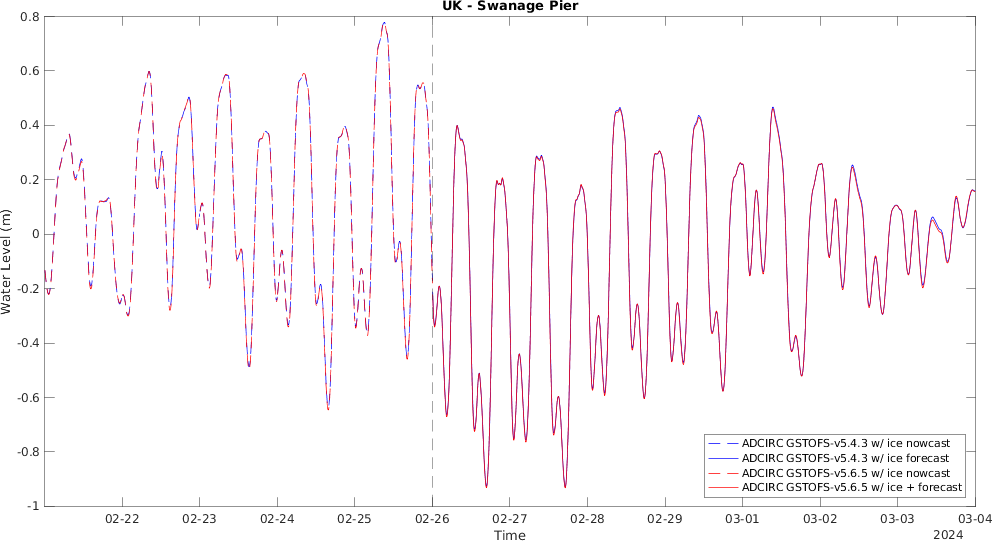 UK - Swanage Pier
0.8
0.6
0.4
0.2
0
-0.2
-0.4
-0.6
-0.8
-1
Water Level (m)
ADCIRC GSTOFS-v5.4.3 w/ ice nowcast
ADCIRC GSTOFS-v5.4.3 w/ ice forecast
ADCIRC GSTOFS-v5.6.5 w/ ice nowcast
ADCIRC GSTOFS-v5.6.5 w/ ice + forecast
02-22 02-23 02-24 02-25 02-26 02-27 02-28 02-29 03-01 03-02 03-03 03-04
Time
2024